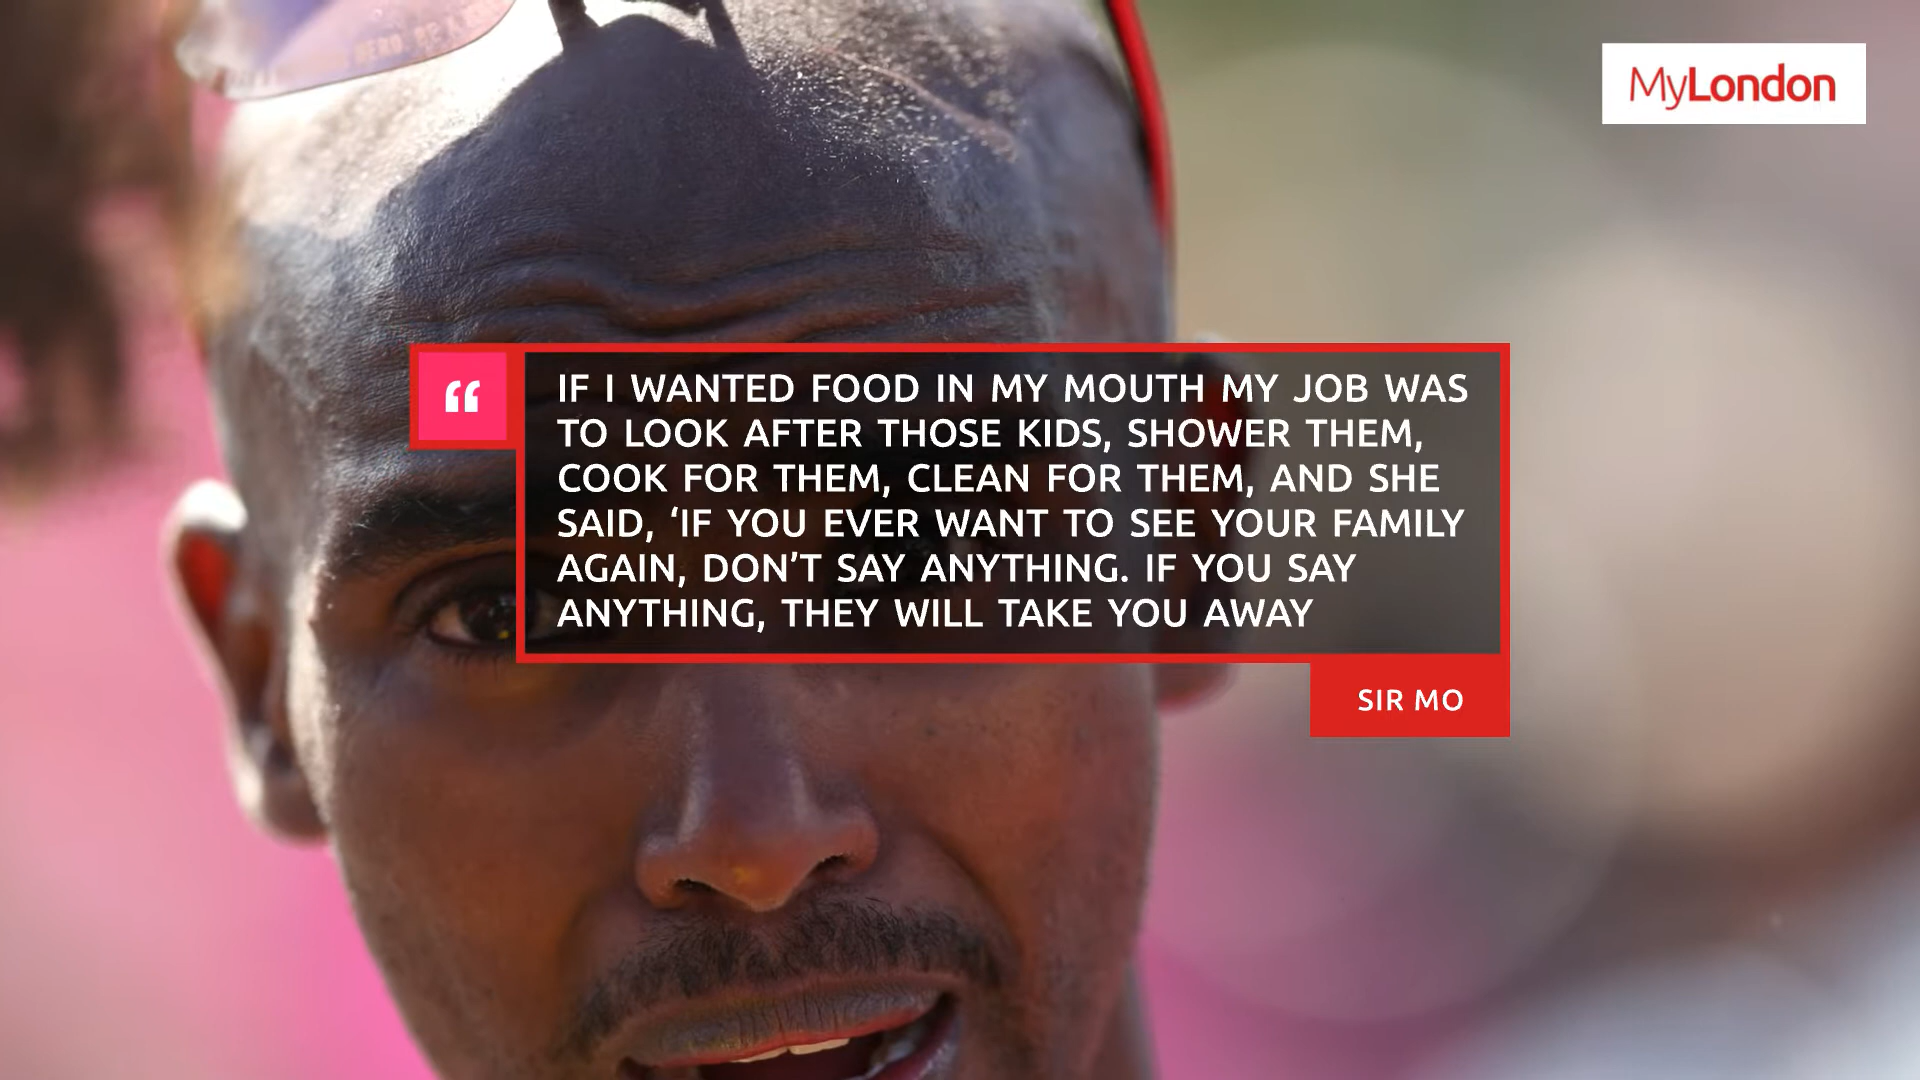 MyLondon
“
IF I WANTED FOOD IN MY MOUTH MY JOB WAS
TO LOOK AFTER THOSE KIDS, SHOWER THEM,
COOK FOR THEM, CLEAN FOR THEM, AND SHE
SAID, ‘IF YOU EVER WANT TO SEE YOUR FAMILY
AGAIN, DON’T SAY ANYTHING. IF YOU SAY
ANYTHING, THEY WILL TAKE YOU AWAY
SIR MO